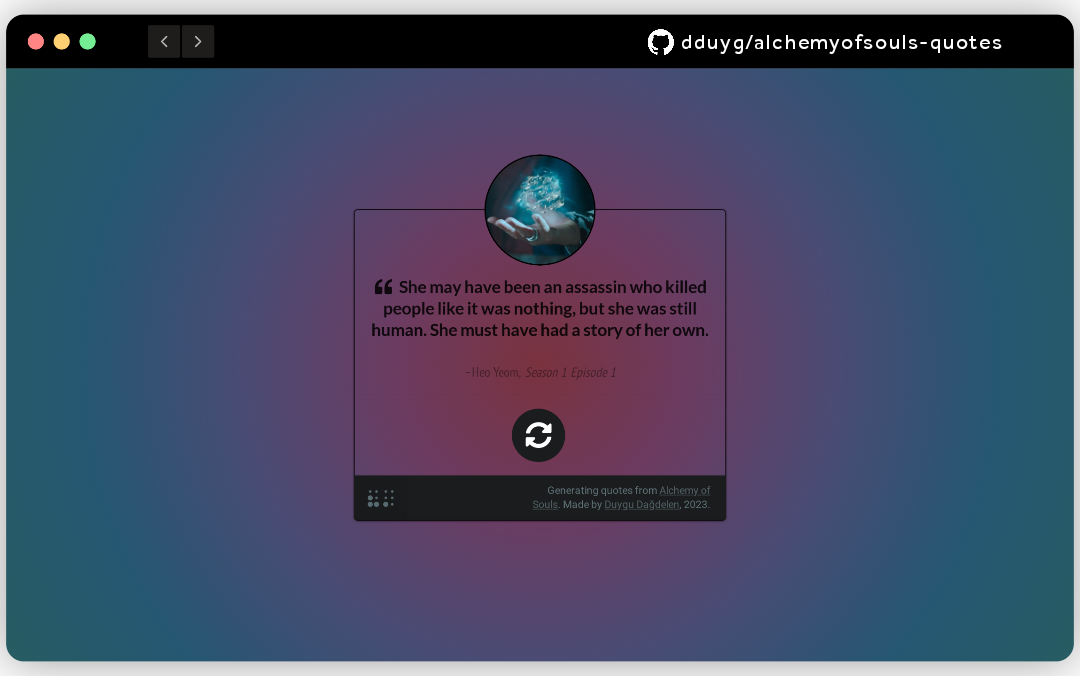 dduyg/alchemyofsouls-quotes
“ She may have been an assassin who killed
people like it was nothing, but she was still
human. She must have had a story of her own.
–Heo Yeom, Season 1 Episode 1
Generating quotes from Alchemy of
Souls. Made by Duygu Dağdelen, 2023.